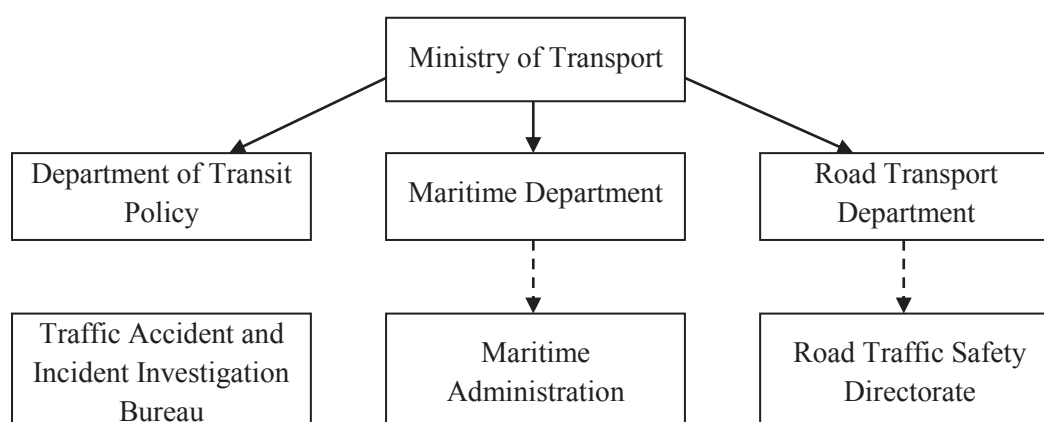 Ministry of Transport
Department of Transit
Policy
Maritime Department
Road Transport
Department
Traffic Accident and
Incident Investigation
Bureau
Maritime
Administration
Road Traffic Safety
Directorate